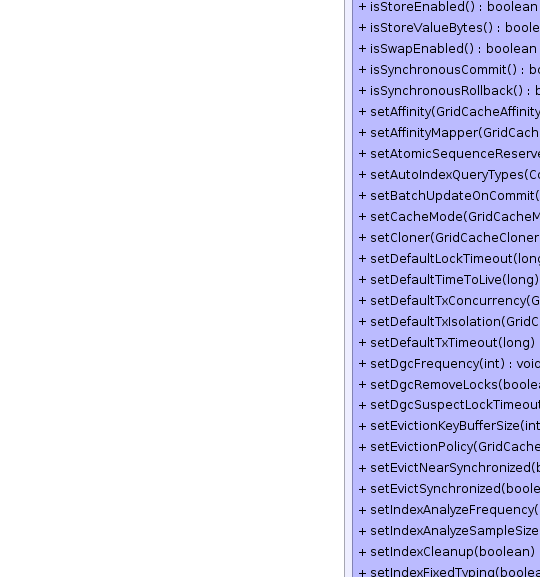 + isStoreEnabled() : boolean
+ isStoreValueBytes() : boole
+ isSwapEnabled() : boolean
+ isSynchronousCommit() : bo
+ isSynchronousRollback() : b
+ setAffinity(GridCacheAffinity
+ setAffinityMapper(GridCach
+ setAtomicSequenceReserve
+ setAutoIndexQueryTypes(Co
+ setBatchUpdateOnCommit(
+ setCacheMode(GridCacheM
+ setCloner(GridCacheCloner
+ setDefaultLockTimeout(long
+ setDefaultTimeToLive(long)
+ setDefaultTxConcurrency(G
+ setDefaultTxIsolation(GridC
+ setDefaultTxTimeout(long)
+ setDgcFrequency(int) : void
+ setDgcRemoveLocks(boolea
+ setDgcSuspectLockTimeout
+ setEvictionKeyBufferSize(int
+ setEvictionPolicy(GridCache
+ setEvictNearSynchronized(b
+ setEvictSynchronized(boole
+ setIndexAnalyzeFrequency(
+ setIndexAnalyzeSampleSize
+ setIndexCleanup(boolean)
+ setIndexFixedTyping(boolea